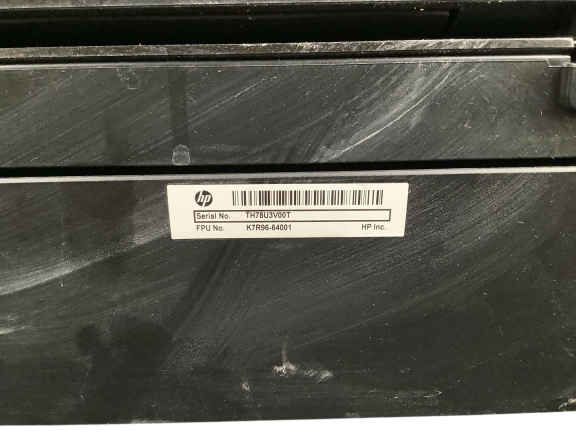 hp
Serial No. TH78U3V00T
FPU No. K7R96-64001 HP Inc.